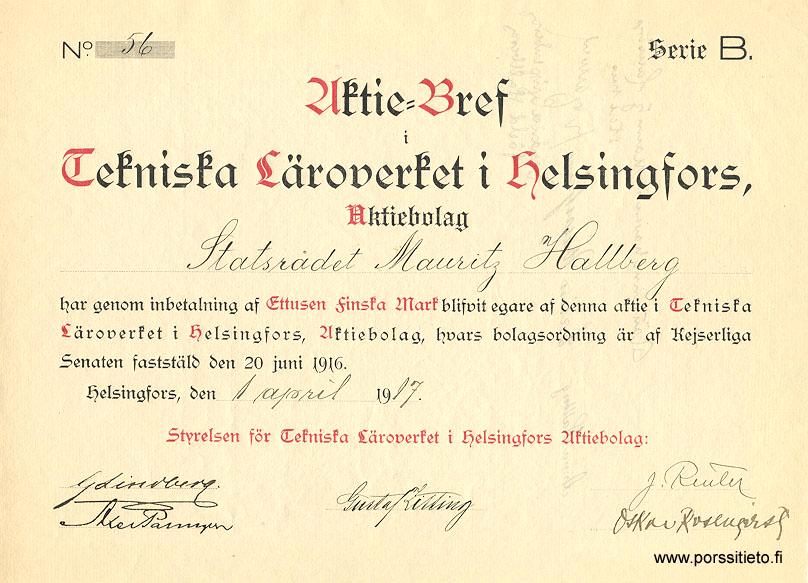 No 56 Serie B.
Aktie=Bref
i
Tekniska Läroverket i Helsingfors,
Aktiebolag
Statsrådet Mauritz Hallberg
har genom inbetalning af Ettusen Finska Mark blifvit egare af denna aktie i Tekniska
Läroverket i Helsingfors, Aktiebolag, hvars bolagsordning är af Kejserliga
Senaten faststäld den 20 juni 1916.
Helsingfors, den 1 april 1917.
Styrelsen för Tekniska Läroverket i Helsingfors Aktiebolag:
G Lindberg. J. Reuter
Gustaf
Oskar
www.porssitieto.fi